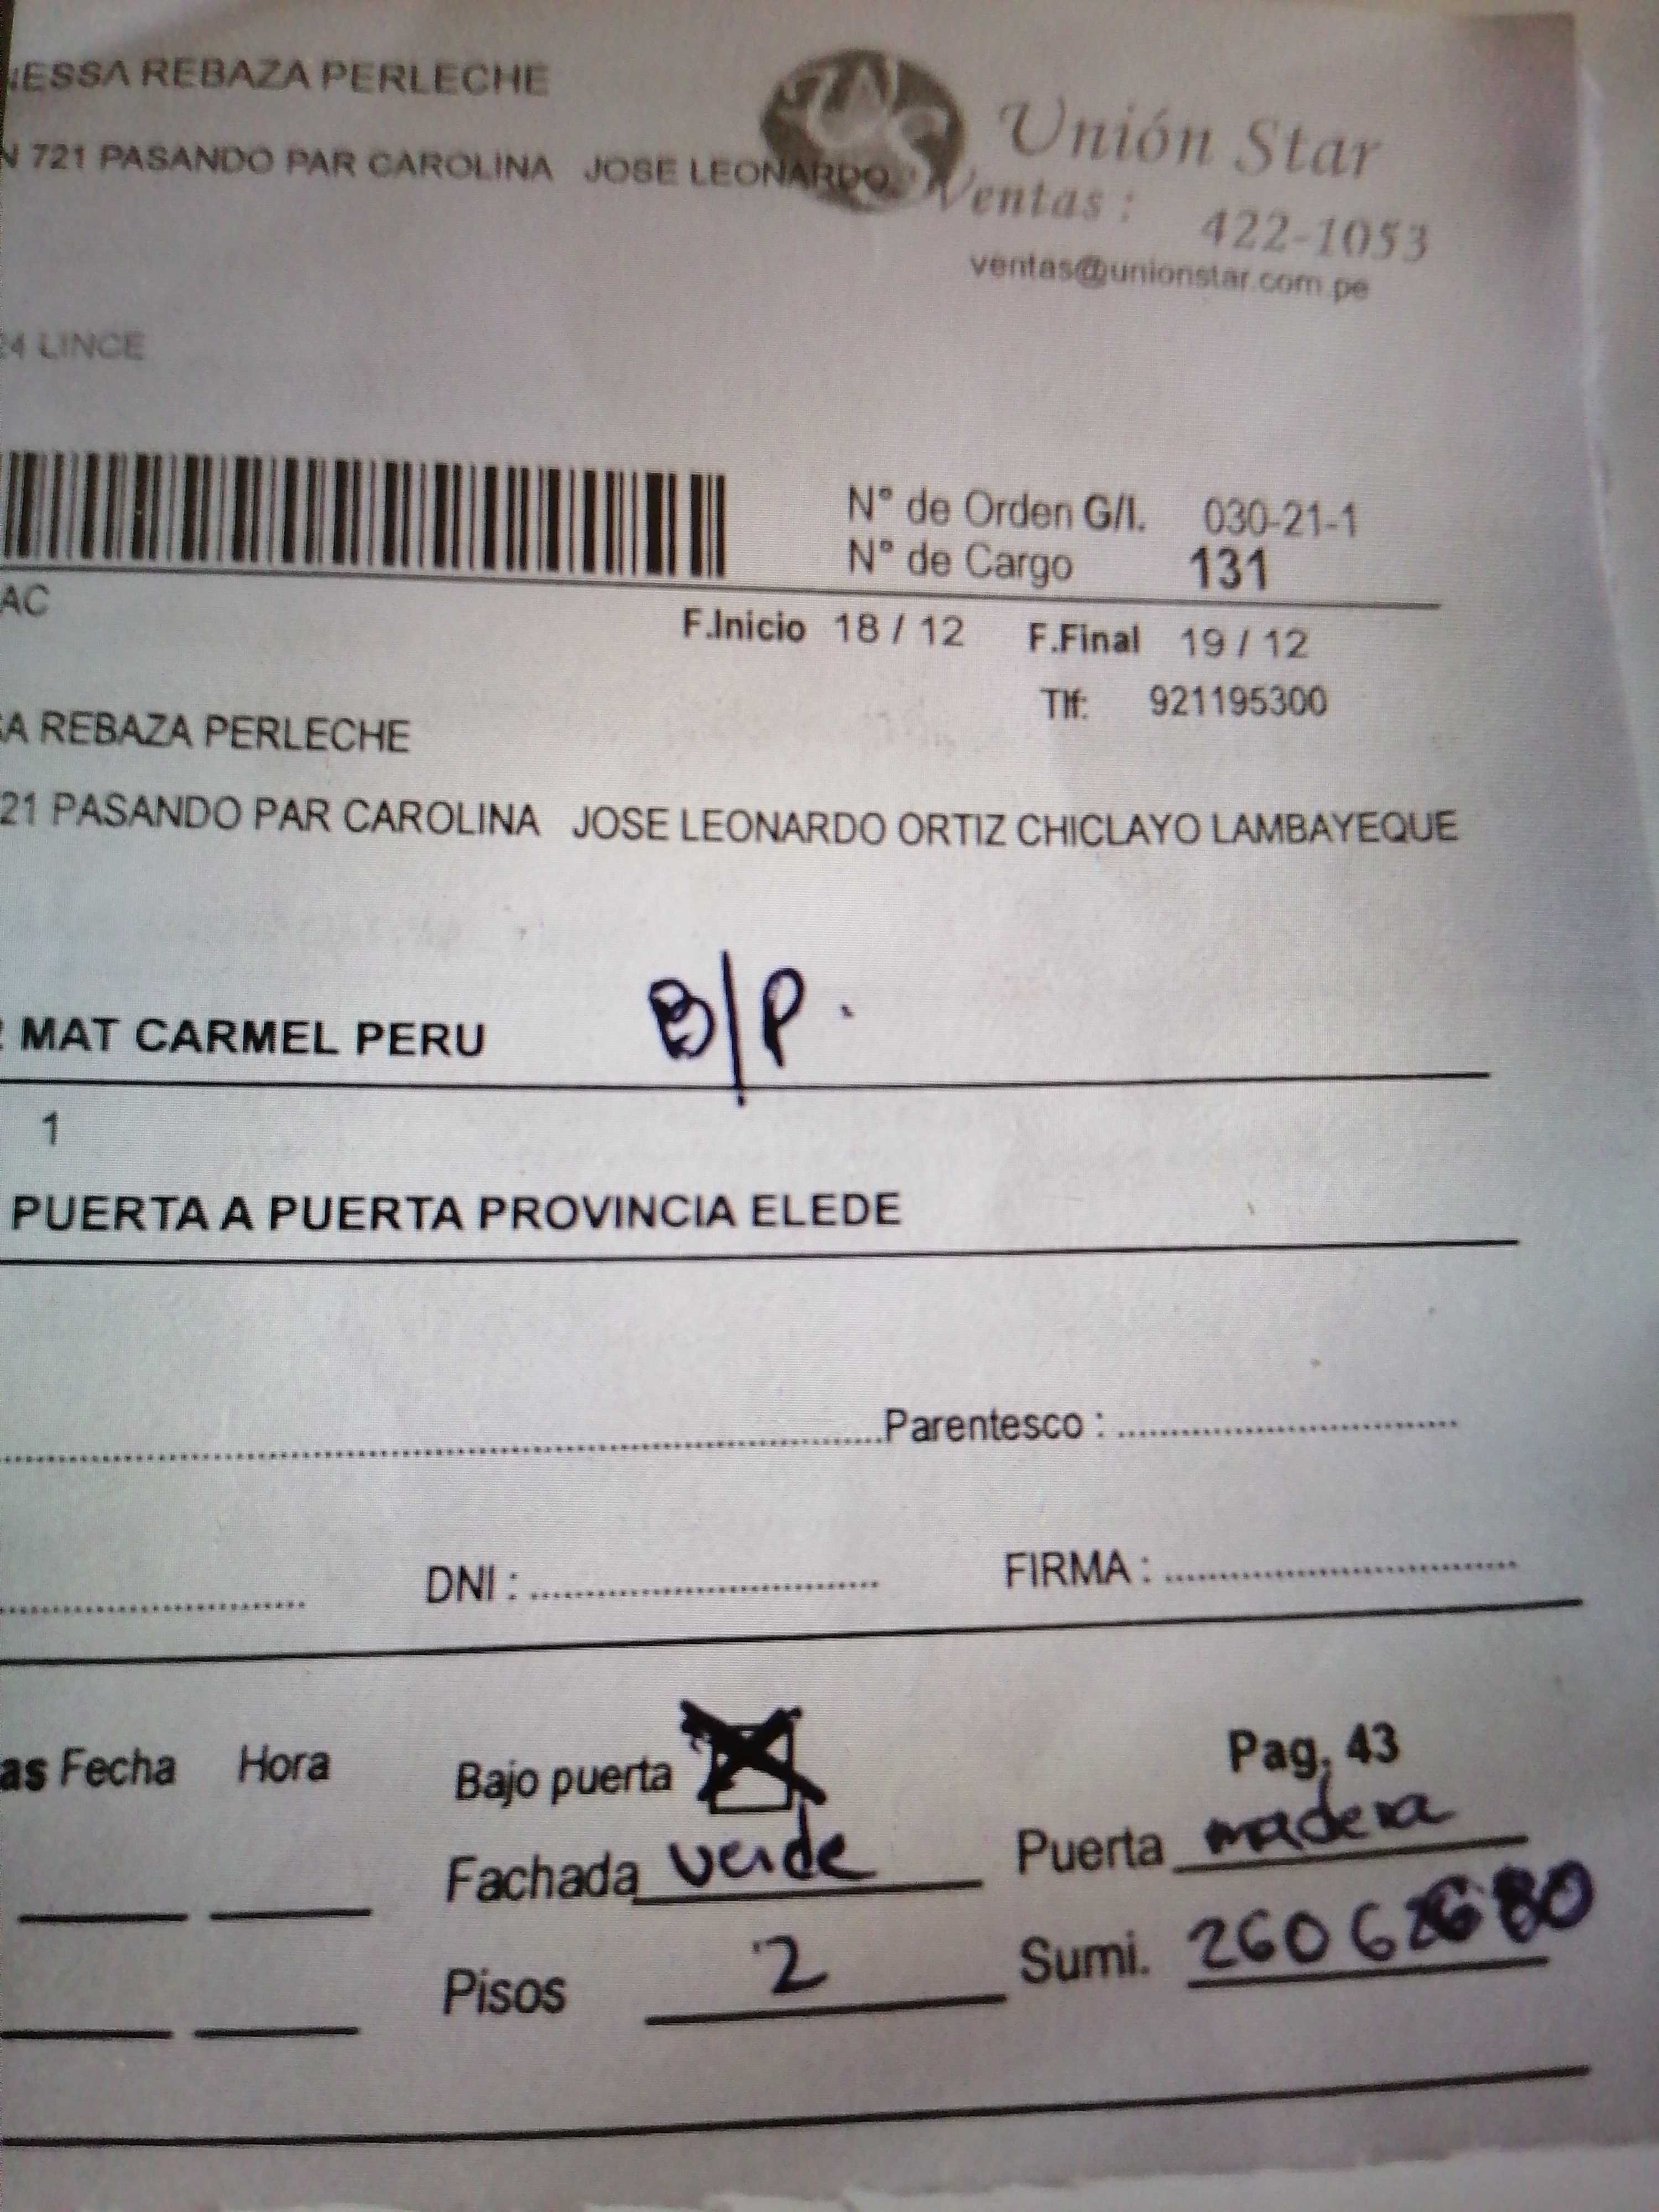 NESSA REBAZA PERLECHE
N 721 PASANDO PAR CAROLINA JOSE LEONARDO
Unión Star
Ventas : 422-1053
ventas@unionstar.com.pe
24 LINCE
N° de Orden G/I. 030-21-1
N° de Cargo 131
AC
F.Inicio 18 / 12 F.Final 19 / 12
Tlf: 921195300
SA REBAZA PERLECHE
21 PASANDO PAR CAROLINA JOSE LEONARDO ORTIZ CHICLAYO LAMBAYEQUE
MAT CARMEL PERU B/P.
1
PUERTA A PUERTA PROVINCIA ELEDE
Parentesco :
DNI : FIRMA :
as Fecha Hora Bajo puerta Pag. 43
Fachada verde Puerta madera
Pisos 2 Sumi.